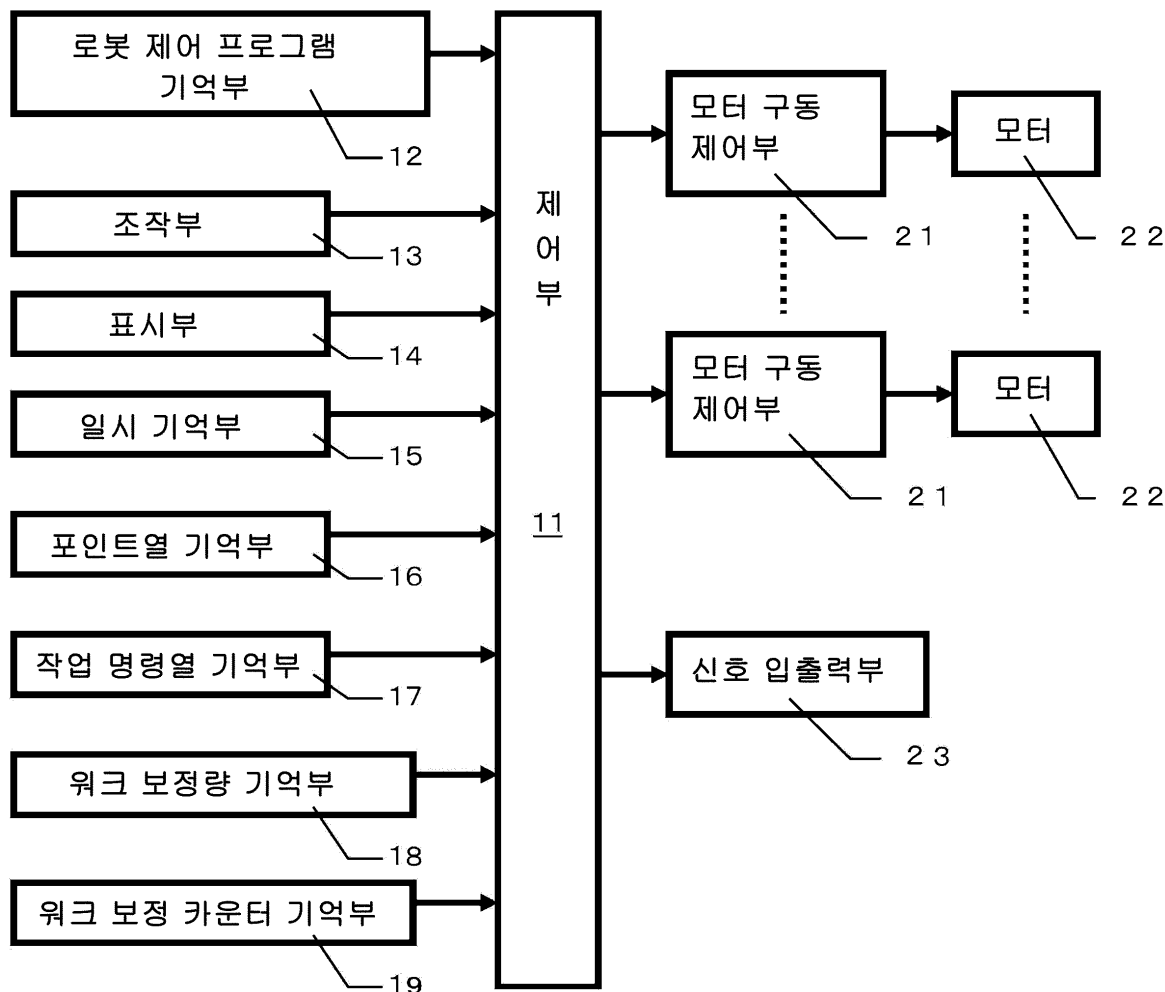 로봇 제어 프로그램
기억부
12
조작부
13
표시부
14
일시 기억부
15
포인트열 기억부
16
작업 명령열 기억부
17
워크 보정량 기억부
18
워크 보정 카운터 기억부
19
제
어
부
11
모터 구동
제어부
21
모터
22
모터 구동
제어부
21
모터
22
신호 입출력부
23